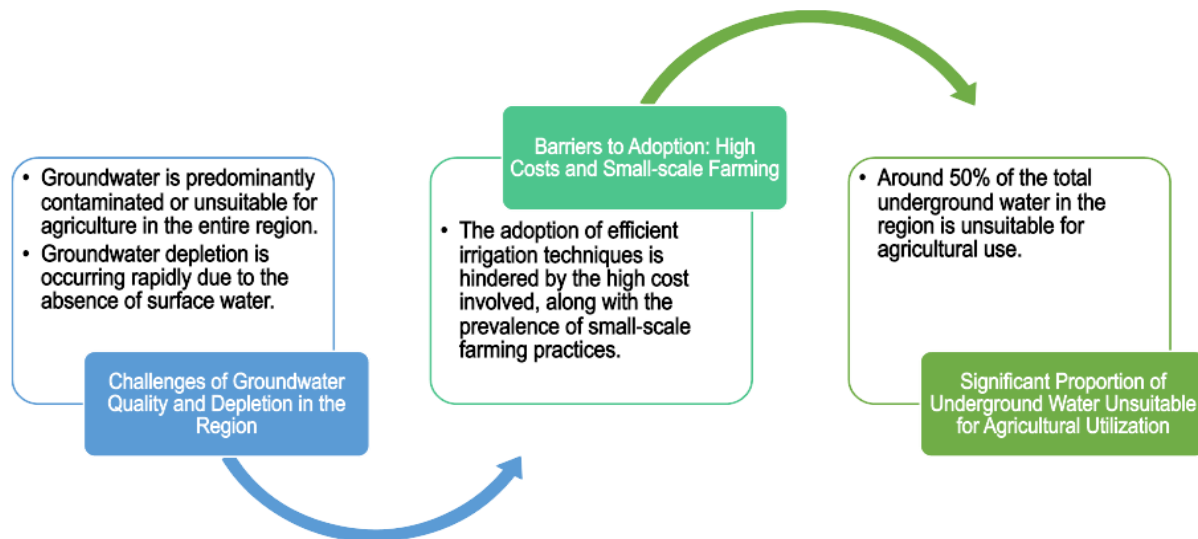 • Groundwater is predominantly
contaminated or unsuitable for
agriculture in the entire region.
• Groundwater depletion is
occurring rapidly due to the
absence of surface water.
Challenges of Groundwater
Quality and Depletion in the
Region
Barriers to Adoption: High
Costs and Small-scale Farming
• The adoption of efficient
irrigation techniques is
hindered by the high cost
involved, along with the
prevalence of small-scale
farming practices.
• Around 50% of the total
underground water in the
region is unsuitable for
agricultural use.
Significant Proportion of
Underground Water Unsuitable
for Agricultural Utilization